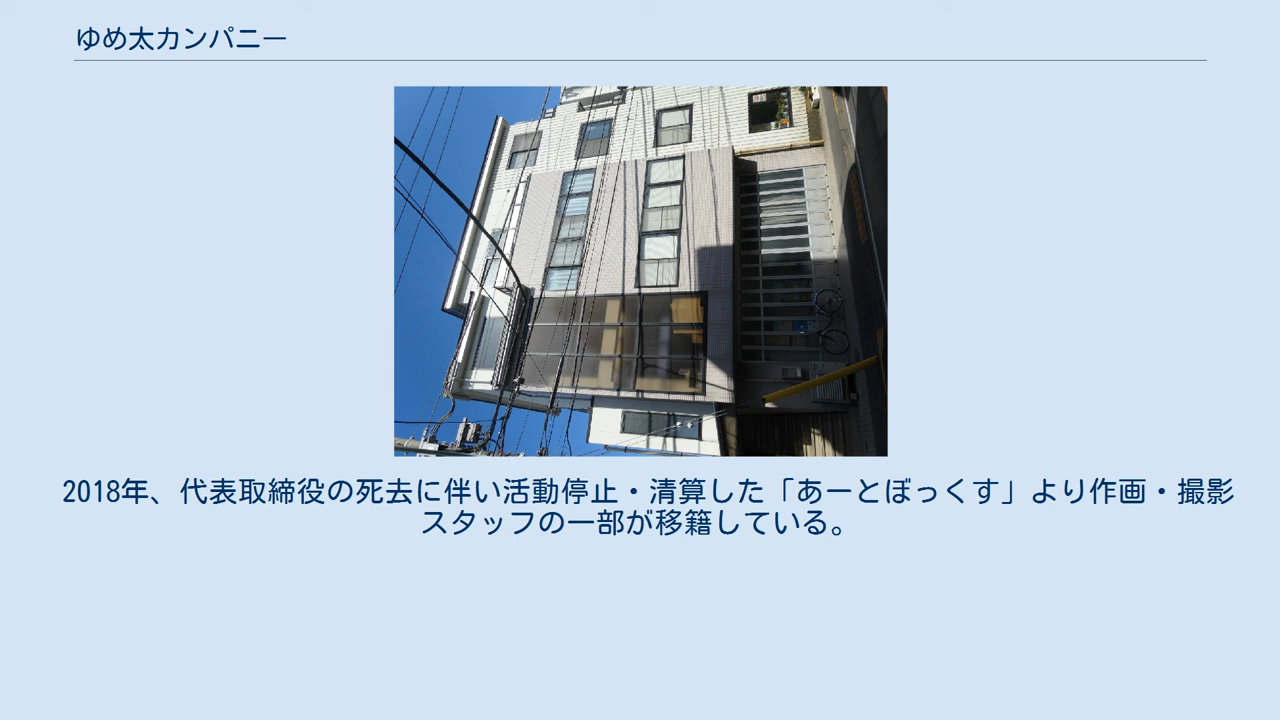 ゆめ太カンパニー
2018年、代表取締役の死去に伴い活動停止・清算した「あーとぼっくす」より作画・撮影
スタッフの一部が移籍している。